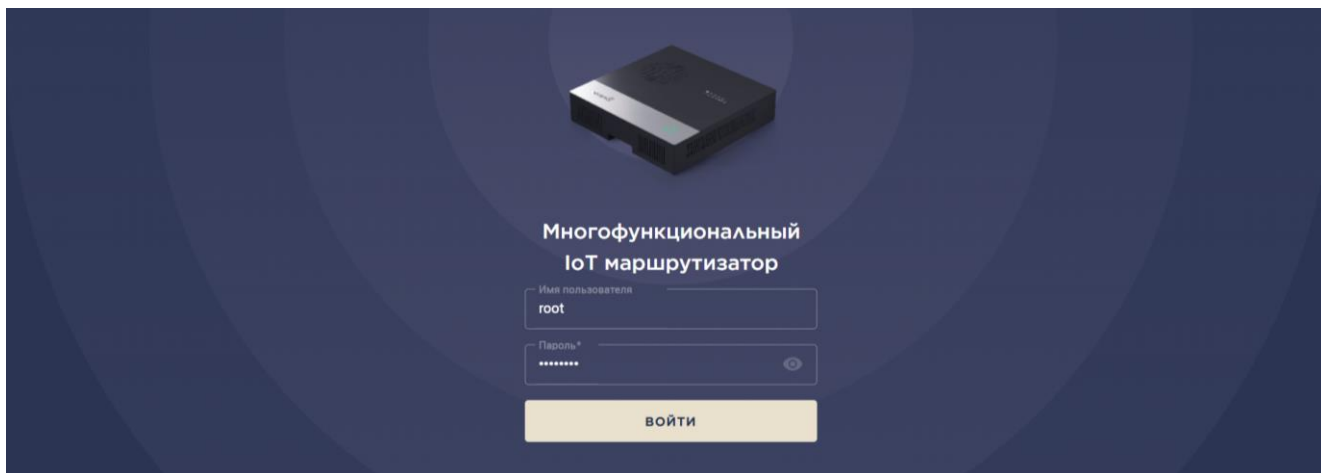 Многофункциональный
IoT маршрутизатор
Имя пользователя
root
Пароль*
••••••••
ВОЙТИ